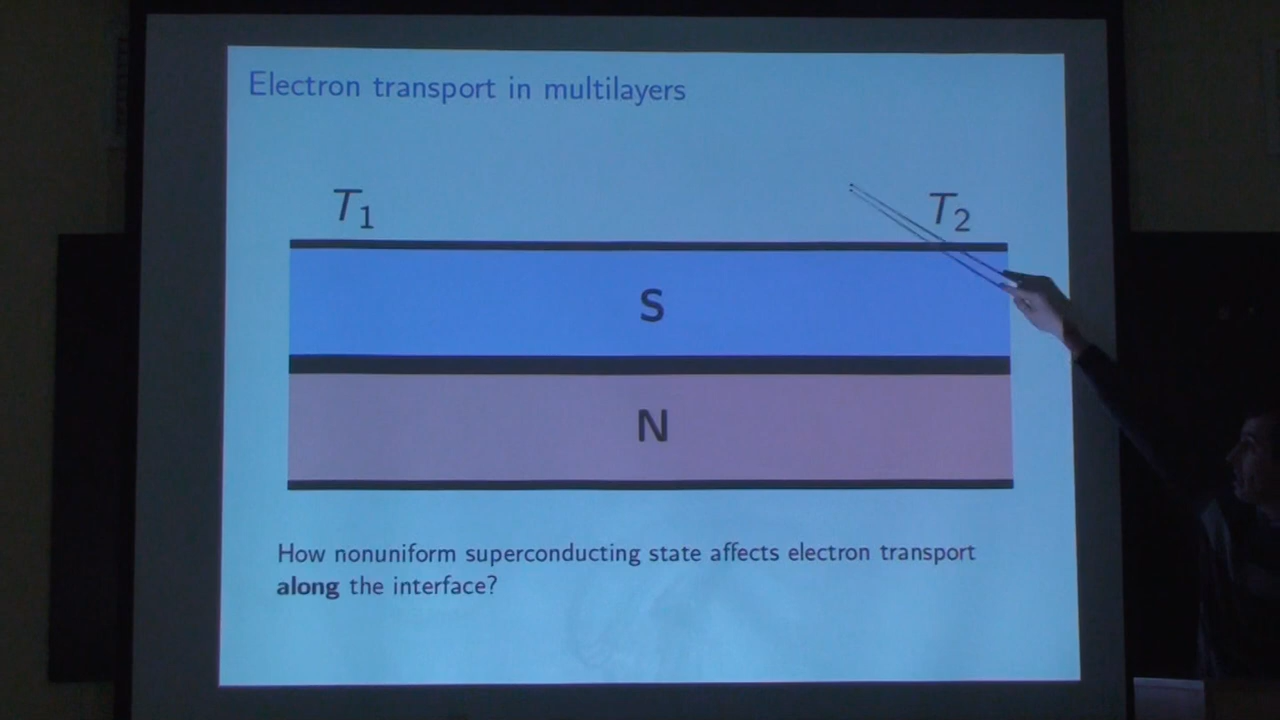 Electron transport in multilayers
T₁ T₂
S
N
How nonuniform superconducting state affects electron transport
along the interface?